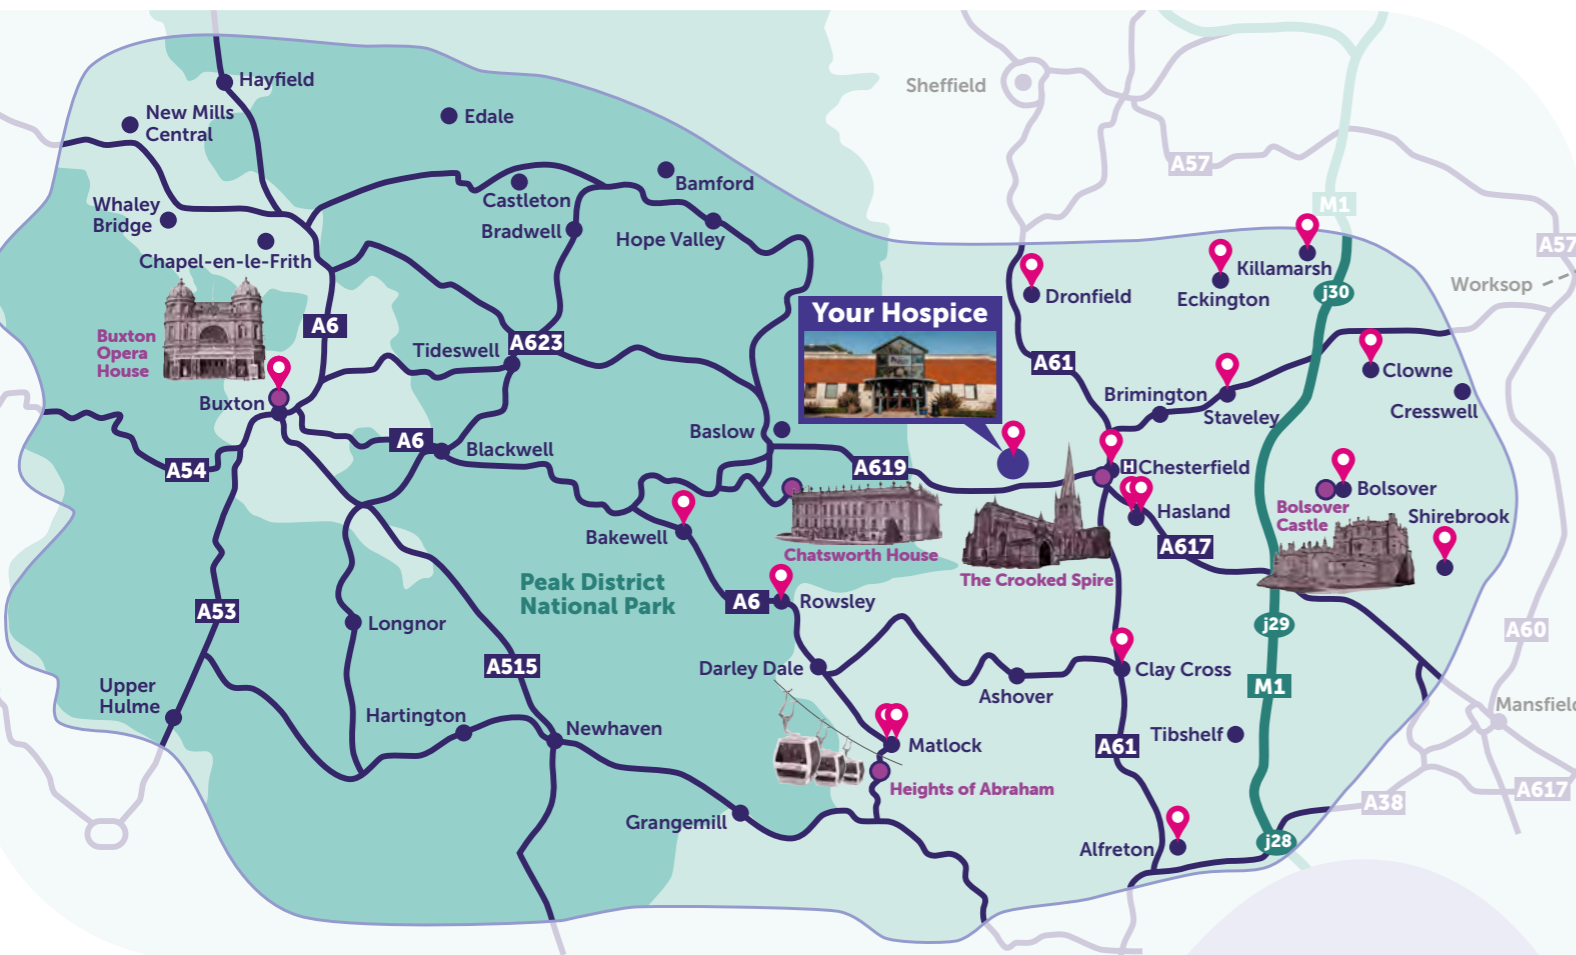 Hayfield
New Mills
Central
Edale
Sheffield
A57
Bamford
Castleton
Whaley
Bridge
M1
Bradwell
Hope Valley
A57
Chapel-en-le-Frith
Killamarsh
Worksop
Eckington
Dronfield
j30
Your Hospice
A6
Buxton
Opera
House
A623
Tideswell
A61
Clowne
Brimington
Staveley
Cresswell
Buxton
Baslow
A6
Blackwell
A54
A619
H
Chesterfield
Bolsover
Bolsover
Castle
Hasland
Shirebrook
Bakewell
A617
Chatsworth House
The Crooked Spire
Peak District
National Park
A6
Rowsley
A53
Longnor
j29
A60
A515
Darley Dale
Clay Cross
Ashover
M1
Upper
Hulme
Hartington
Newhaven
Mansfield
Tibshelf
A61
Matlock
Heights of Abraham
A617
A38
Grangemill
Alfreton
j28